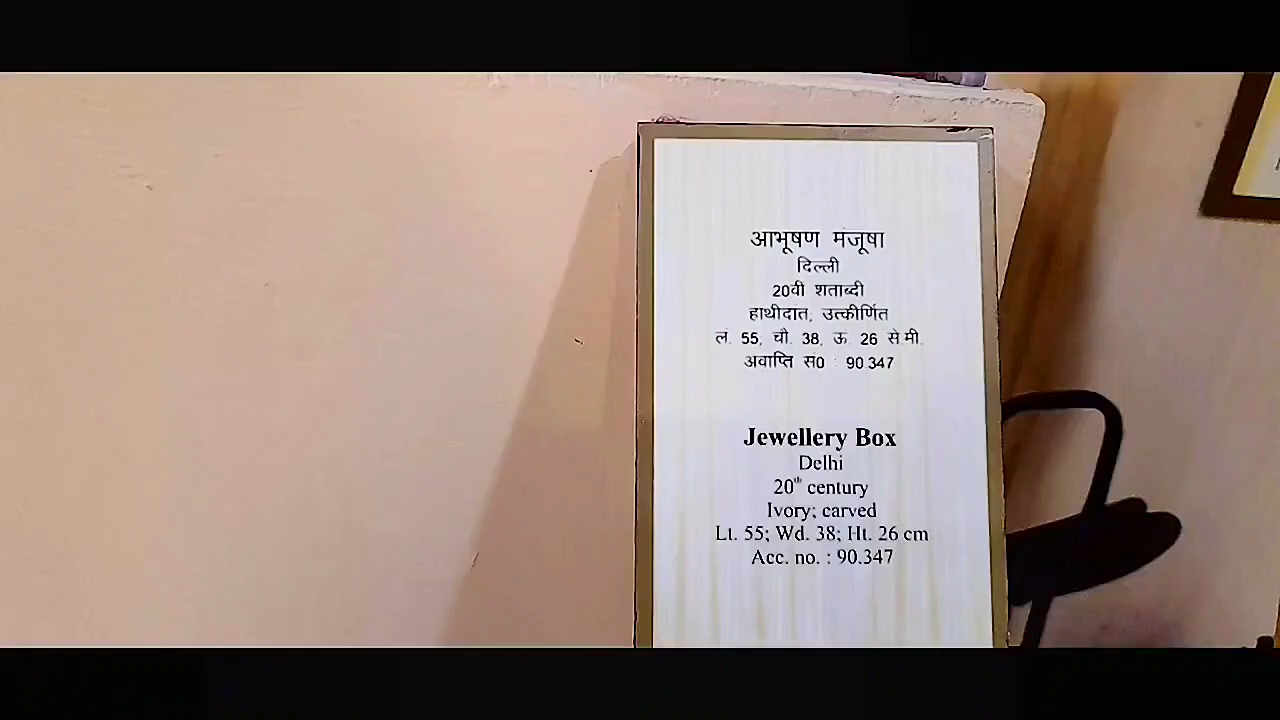 आभूषण मंजूषा
दिल्ली
20वी शताब्दी
हाथीदात, उत्कीर्णित
लं. 55, चौ. 38, ऊ. 26 से.मी.
अवाप्ति सं0 : 90.347
Jewellery Box
Delhi
20th century
Ivory; carved
Lt. 55; Wd. 38; Ht. 26 cm
Acc. no. : 90.347